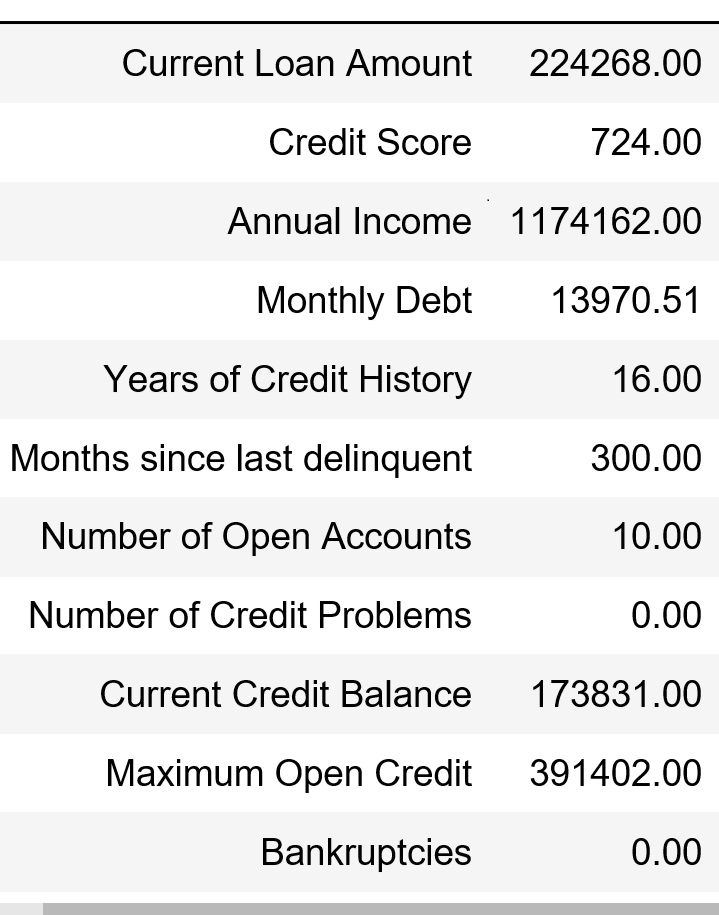 Current Loan Amount 224268.00
Credit Score 724.00
Annual Income 1174162.00
Monthly Debt 13970.51
Years of Credit History 16.00
Months since last delinquent 300.00
Number of Open Accounts 10.00
Number of Credit Problems 0.00
Current Credit Balance 173831.00
Maximum Open Credit 391402.00
Bankruptcies 0.00